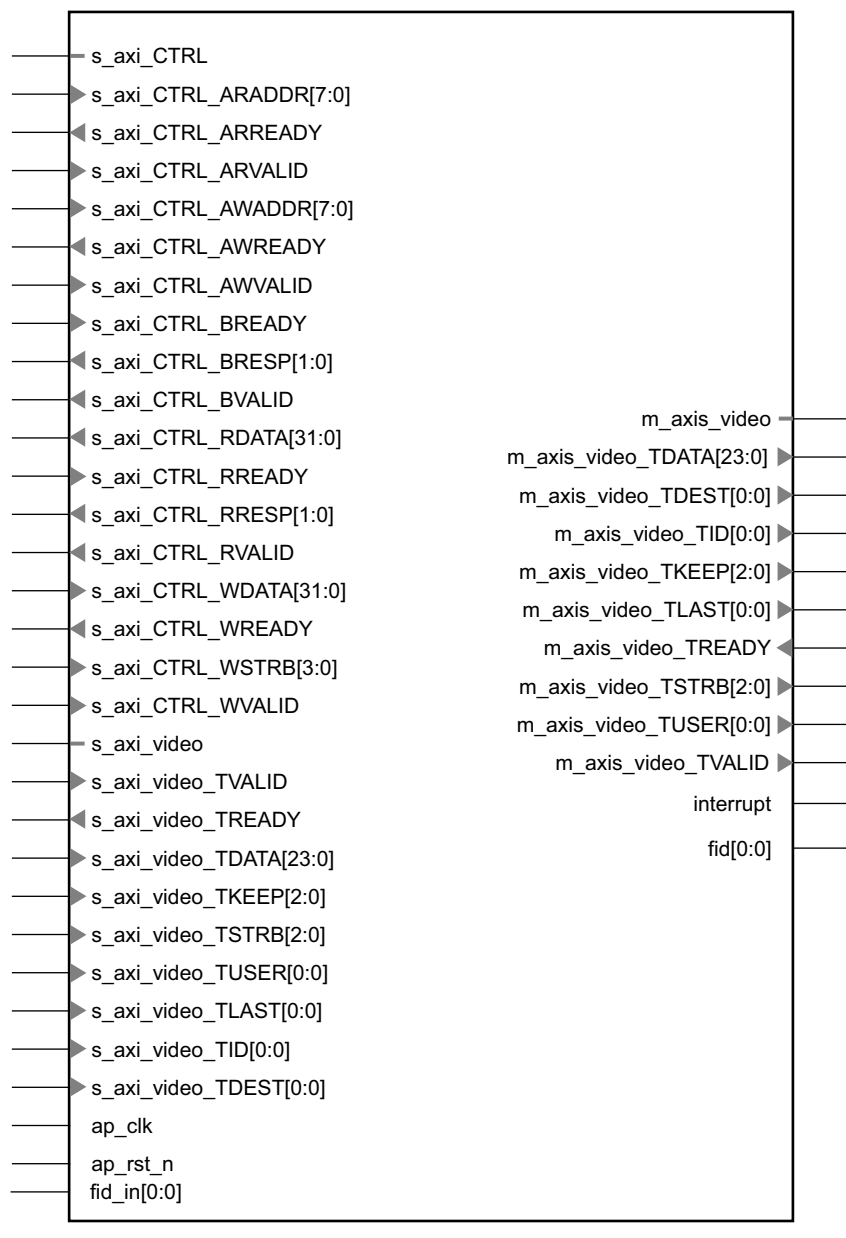 s_axi_CTRL
s_axi_CTRL_ARADDR[7:0]
s_axi_CTRL_ARREADY
s_axi_CTRL_ARVALID
s_axi_CTRL_AWADDR[7:0]
s_axi_CTRL_AWREADY
s_axi_CTRL_AWVALID
s_axi_CTRL_BREADY
s_axi_CTRL_BRESP[1:0]
s_axi_CTRL_BVALID
s_axi_CTRL_RDATA[31:0]
s_axi_CTRL_RREADY
s_axi_CTRL_RRESP[1:0]
s_axi_CTRL_RVALID
s_axi_CTRL_WDATA[31:0]
s_axi_CTRL_WREADY
s_axi_CTRL_WSTRB[3:0]
s_axi_CTRL_WVALID
s_axi_video
s_axi_video_TVALID
s_axi_video_TREADY
s_axi_video_TDATA[23:0]
s_axi_video_TKEEP[2:0]
s_axi_video_TSTRB[2:0]
s_axi_video_TUSER[0:0]
s_axi_video_TLAST[0:0]
s_axi_video_TID[0:0]
s_axi_video_TDEST[0:0]
ap_clk
ap_rst_n
fid_in[0:0]
m_axis_video
m_axis_video_TDATA[23:0]
m_axis_video_TDEST[0:0]
m_axis_video_TID[0:0]
m_axis_video_TKEEP[2:0]
m_axis_video_TLAST[0:0]
m_axis_video_TREADY
m_axis_video_TSTRB[2:0]
m_axis_video_TUSER[0:0]
m_axis_video_TVALID
interrupt
fid[0:0]